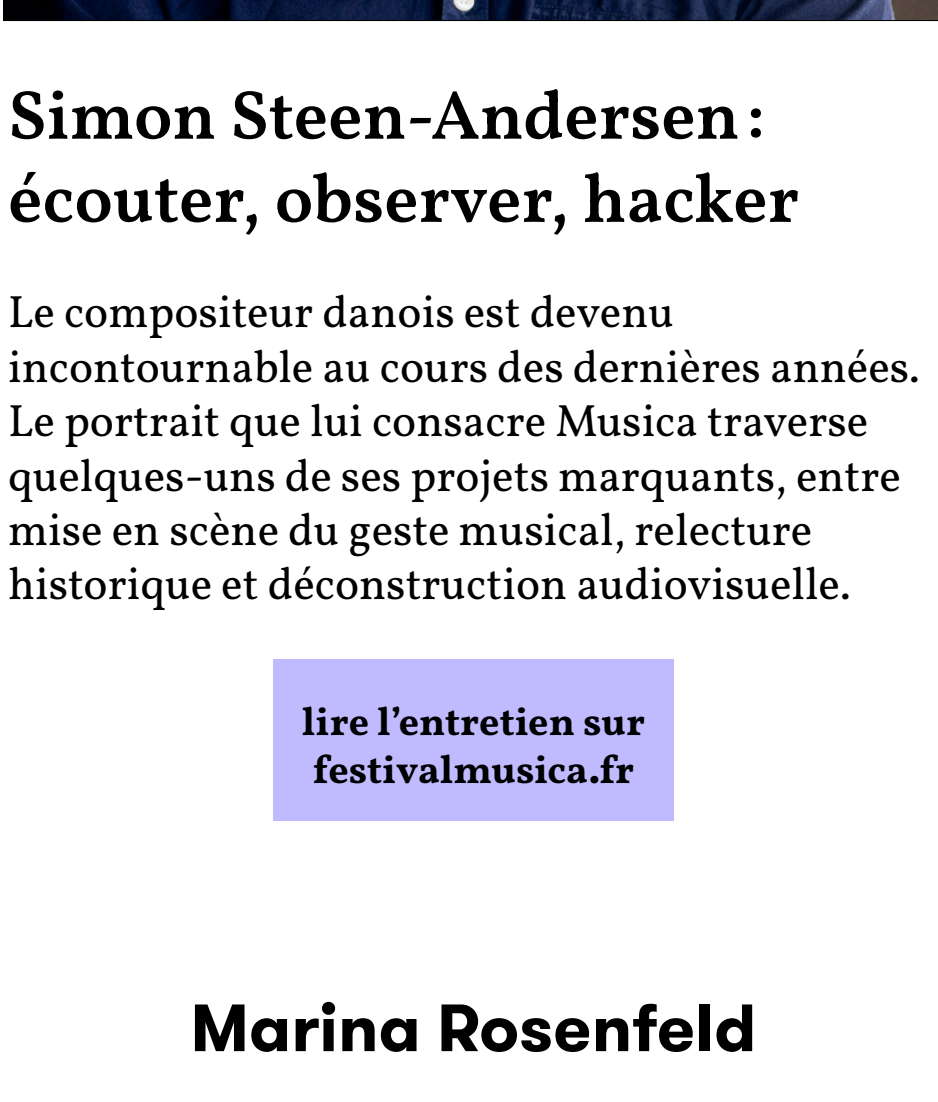 Simon Steen-Andersen :
écouter, observer, hacker
Le compositeur danois est devenu
incontournable au cours des dernières années.
Le portrait que lui consacre Musica traverse
quelques-uns de ses projets marquants, entre
mise en scène du geste musical, relecture
historique et déconstruction audiovisuelle.
lire l’entretien sur
festivalmusica.fr
Marina Rosenfeld